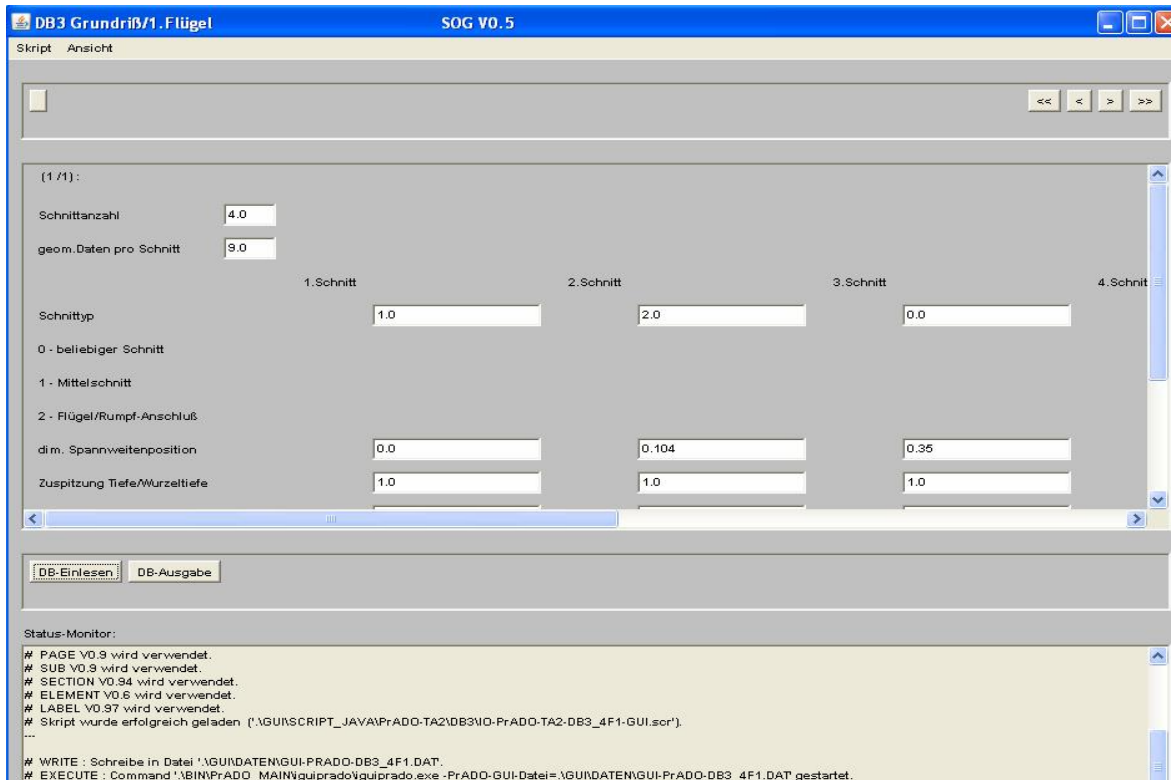 DB3 Grundriß/1.Flügel SOG V0.5
Skript Ansicht
<< < > >>
(1 /1) :
Schnittanzahl 4.0
geom.Daten pro Schnitt 9.0
1.Schnitt 2.Schnitt 3.Schnitt 4.Schnit
Schnittyp 1.0 2.0 0.0
0 - beliebiger Schnitt
1 - Mittelschnitt
2 - Flügel/Rumpf-Anschluß
dim. Spannweitenposition 0.0 0.104 0.35
Zuspitzung Tiefe/Wurzeltiefe 1.0 1.0 1.0
DB-Einlesen DB-Ausgabe
Status-Monitor:
# PAGE V0.9 wird verwendet.
# SUB V0.9 wird verwendet.
# SECTION V0.94 wird verwendet.
# ELEMENT V0.6 wird verwendet.
# LABEL V0.97 wird verwendet.
# Skript wurde erfolgreich geladen ('.\GUI\SCRIPT_JAVA\PrADO-TA2\DB3\IO-PrADO-TA2-DB3_4F1-GUI.scr').
---
# WRITE : Schreibe in Datei '.\GUI\DATEN\GUI-PRADO-DB3_4F1.DAT'.
# EXECUTE : Command '.\BIN\PrADO_MAIN\iguiprado\iguiprado.exe -PrADO-GUI-Datei=.\GUI\DATEN\GUI-PrADO-DB3_4F1.DAT' gestartet.